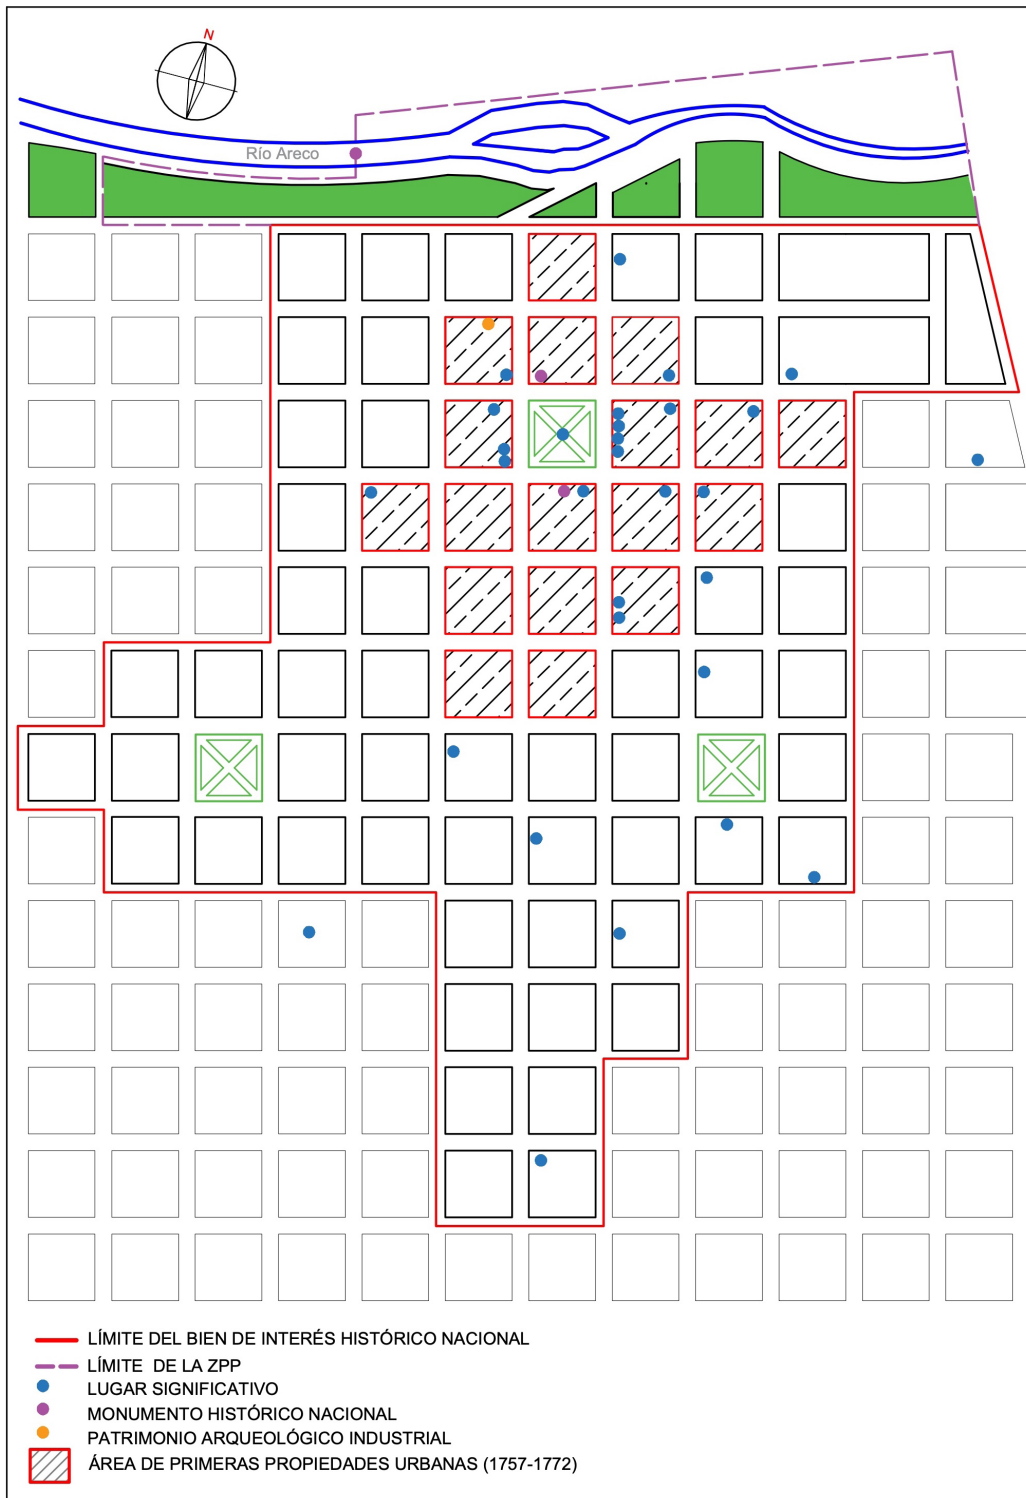 N
Río Areco
LÍMITE DEL BIEN DE INTERÉS HISTÓRICO NACIONAL
LÍMITE DE LA ZPP
LUGAR SIGNIFICATIVO
MONUMENTO HISTÓRICO NACIONAL
PATRIMONIO ARQUEOLÓGICO INDUSTRIAL
ÁREA DE PRIMERAS PROPIEDADES URBANAS (1757-1772)